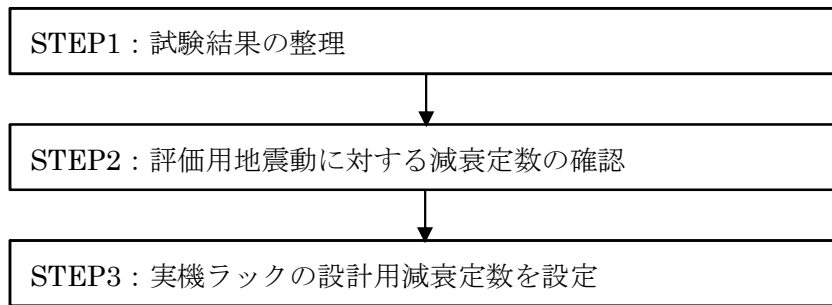 STEP1：試験結果の整理
STEP2：評価用地震動に対する減衰定数の確認
STEP3：実機ラックの設計用減衰定数を設定